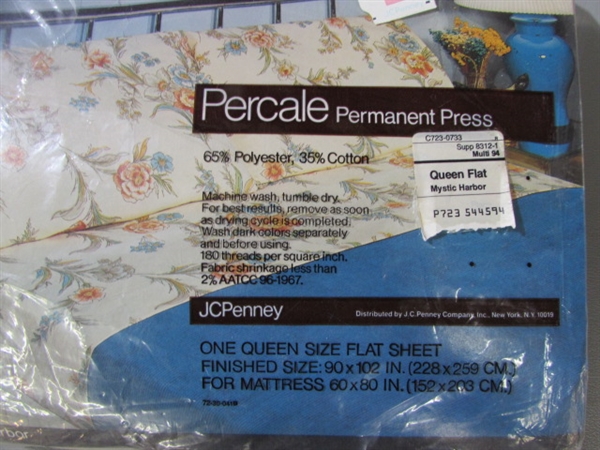 Percale Permanent Press
65% Polyester, 35% Cotton
Machine wash, tumble dry.
For best results, remove as soon
as drying cycle is completed.
Wash dark colors separately
and before using.
180 threads per square inch.
Fabric shrinkage less than
2% AATCC 96-1967.
C723-0733
Supp 8312-1
Multi 94
Queen Flat
Mystic Harbor
P723 544594
JCPenney
Distributed by J.C. Penney Company, Inc., New York, N.Y. 10019
ONE QUEEN SIZE FLAT SHEET
FINISHED SIZE: 90 x 102 IN. (228 x 259 CM.)
FOR MATTRESS 60 x 80 IN. (152 x 203 CM.)